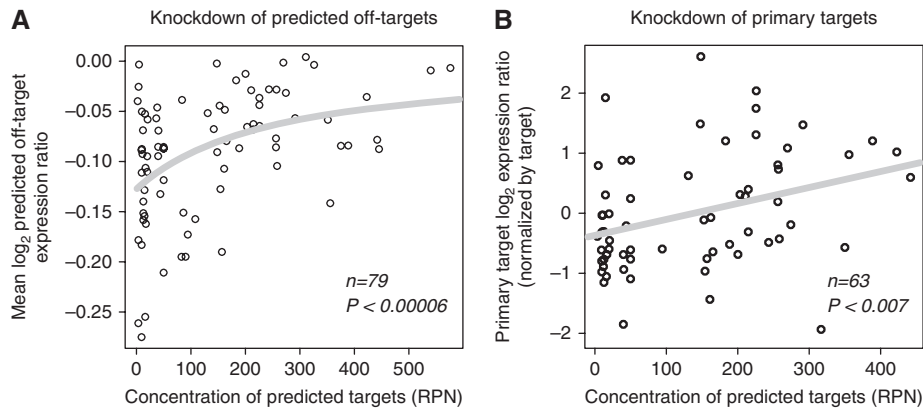 A Knockdown of predicted off-targets
Mean log2 predicted off-target
expression ratio
0.00
−0.05
−0.10
−0.15
−0.20
−0.25
n=79
P < 0.00006
0 100 200 300 400 500
Concentration of predicted targets (RPN)
B Knockdown of primary targets
Primary target log2 expression ratio
(normalized by target)
2
1
0
−1
−2
n=63
P < 0.007
0 100 200 300 400
Concentration of predicted targets (RPN)